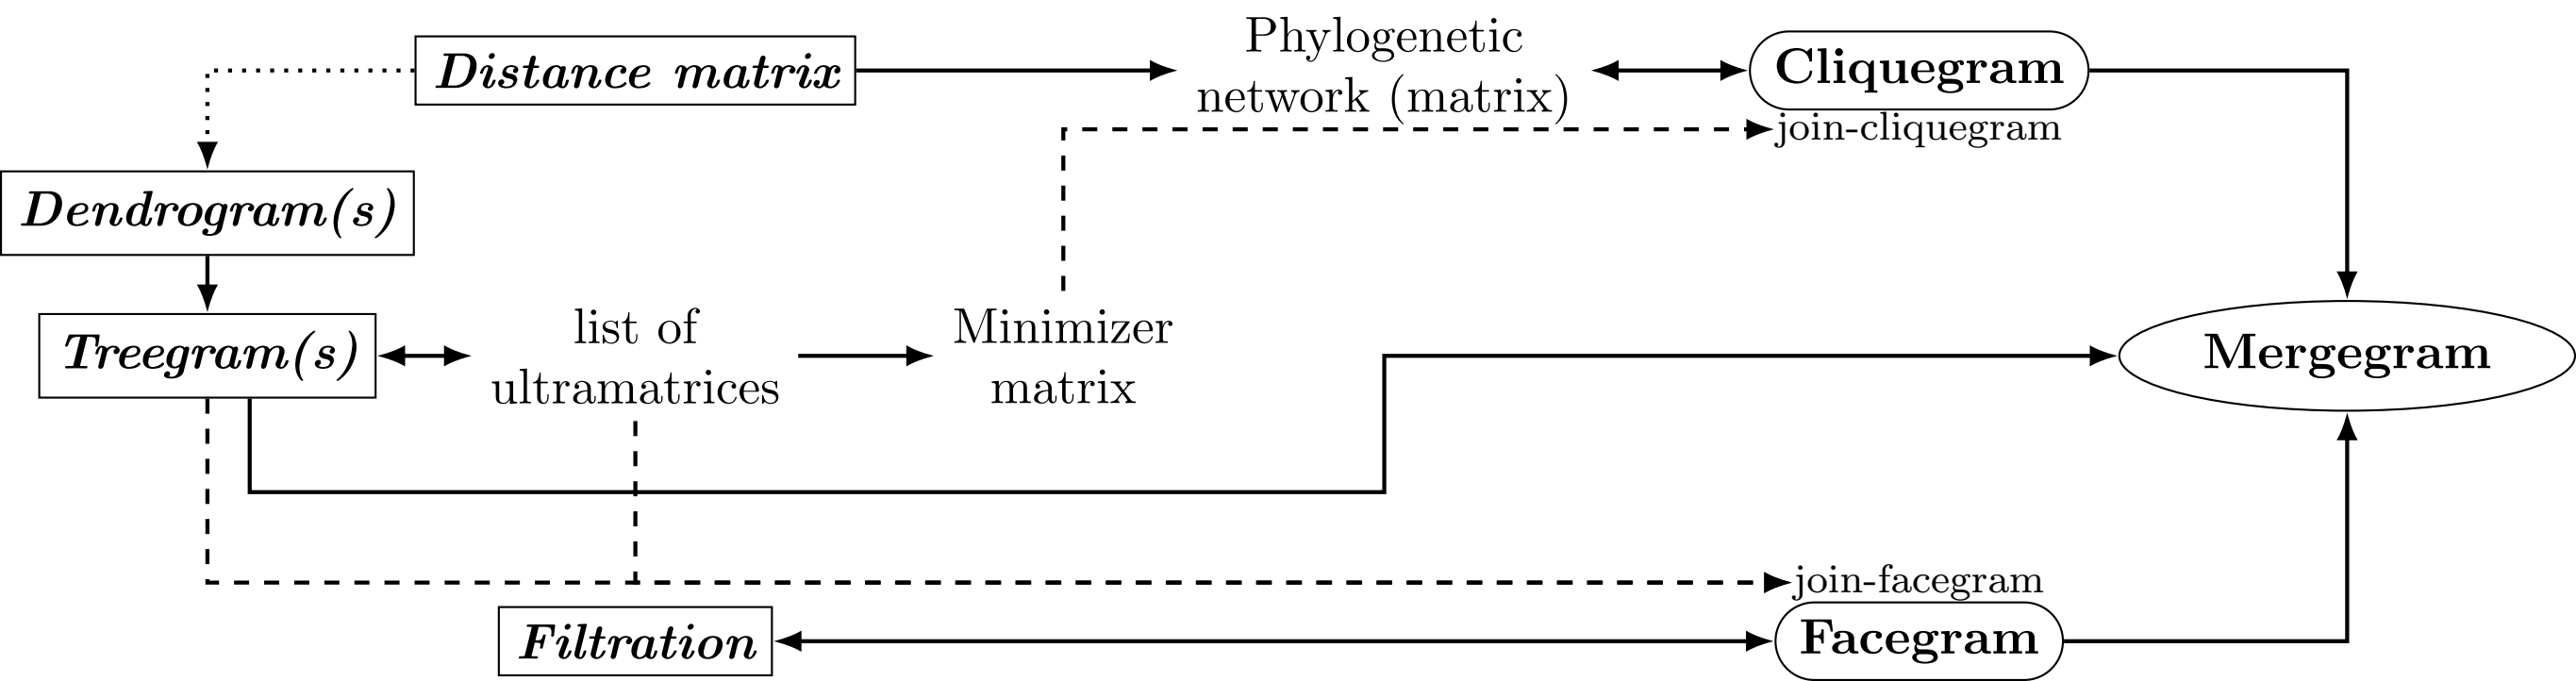 Distance matrix
Phylogenetic
network (matrix)
Cliquegram
join-cliquegram
Dendrogram(s)
Treegram(s)
list of
ultramatrices
Minimizer
matrix
Mergegram
join-facegram
Filtration
Facegram